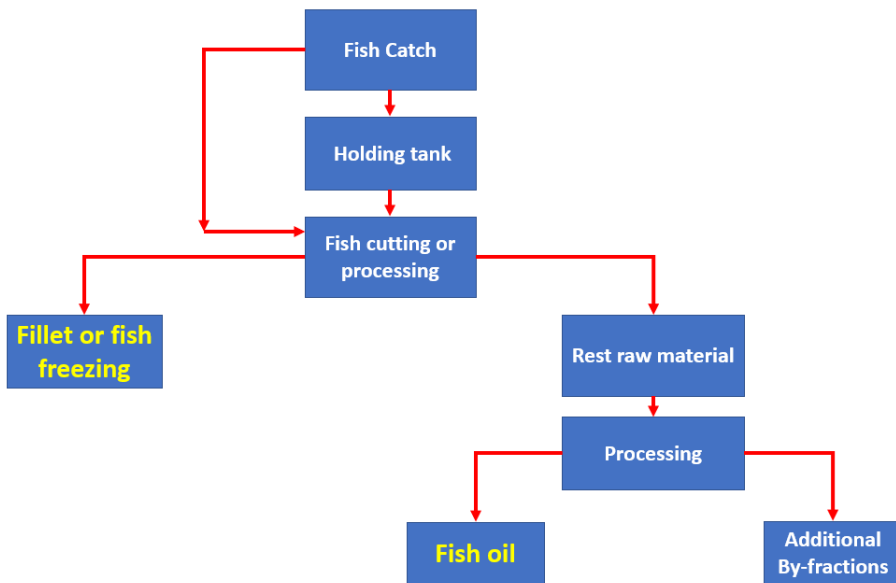 Fish Catch
Holding tank
Fish cutting or
processing
Fillet or fish
freezing
Rest raw material
Processing
Fish oil
Additional
By-fractions